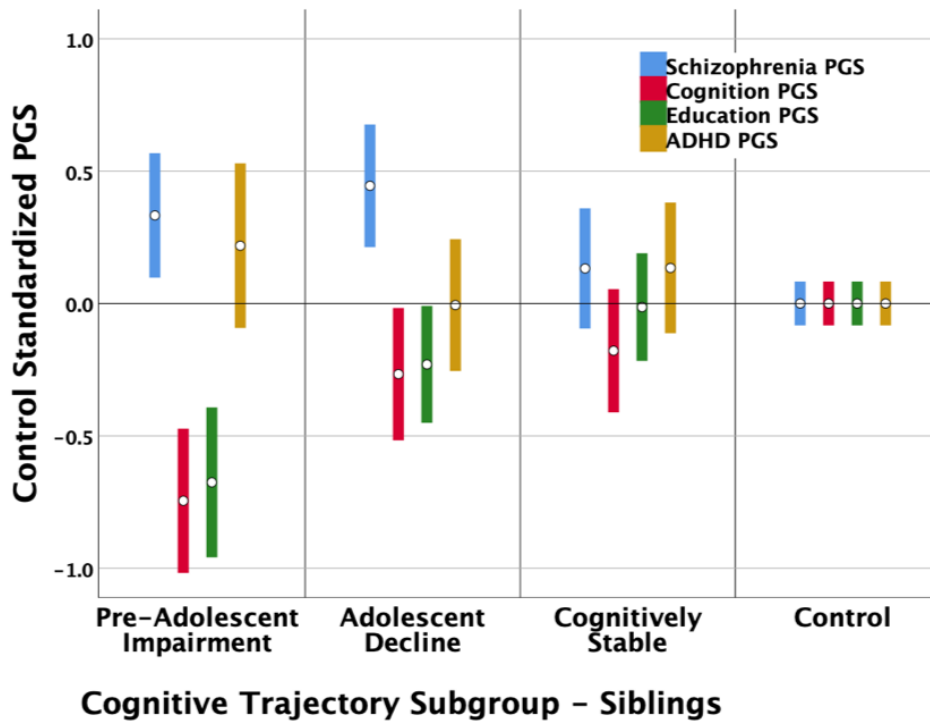 Control Standardized PGS
1.0
0.5
0.0
−0.5
−1.0
Schizophrenia PGS
Cognition PGS
Education PGS
ADHD PGS
Pre–Adolescent
Impairment
Adolescent
Decline
Cognitively
Stable
Control
Cognitive Trajectory Subgroup – Siblings